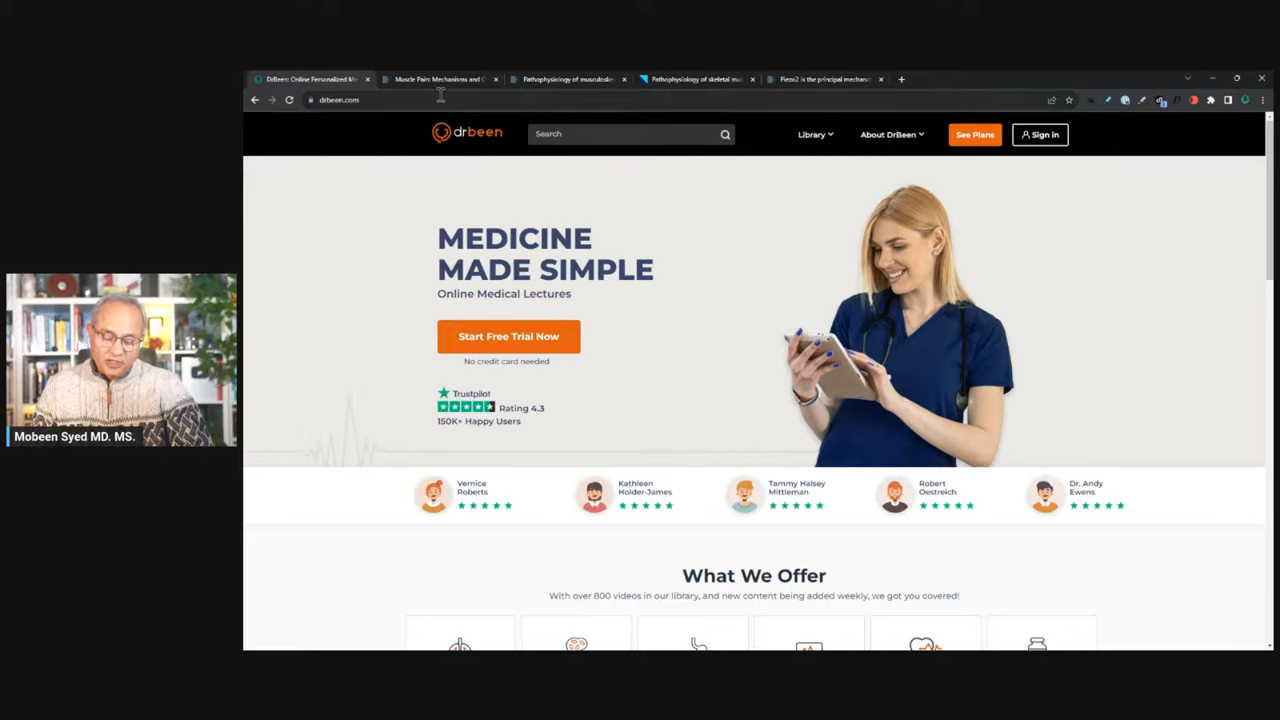 DrBeen: Online Personalized Me
Muscle Pain: Mechanisms and C
Pathophysiology of musculoske
Pathophysiology of skeletal mus
Piezo2 is the principal mechano
drbeen.com
drbeen
Search
Library
About DrBeen
See Plans
Sign in
MEDICINE
MADE SIMPLE
Online Medical Lectures
Start Free Trial Now
No credit card needed
Trustpilot
Rating 4.3
150K+ Happy Users
Mobeen Syed MD. MS.
Vernice
Roberts
Kathleen
Holder-James
Tammy Halsey
Mittleman
Robert
Oestreich
Dr. Andy
Ewens
What We Offer
With over 800 videos in our library, and new content being added weekly, we got you covered!